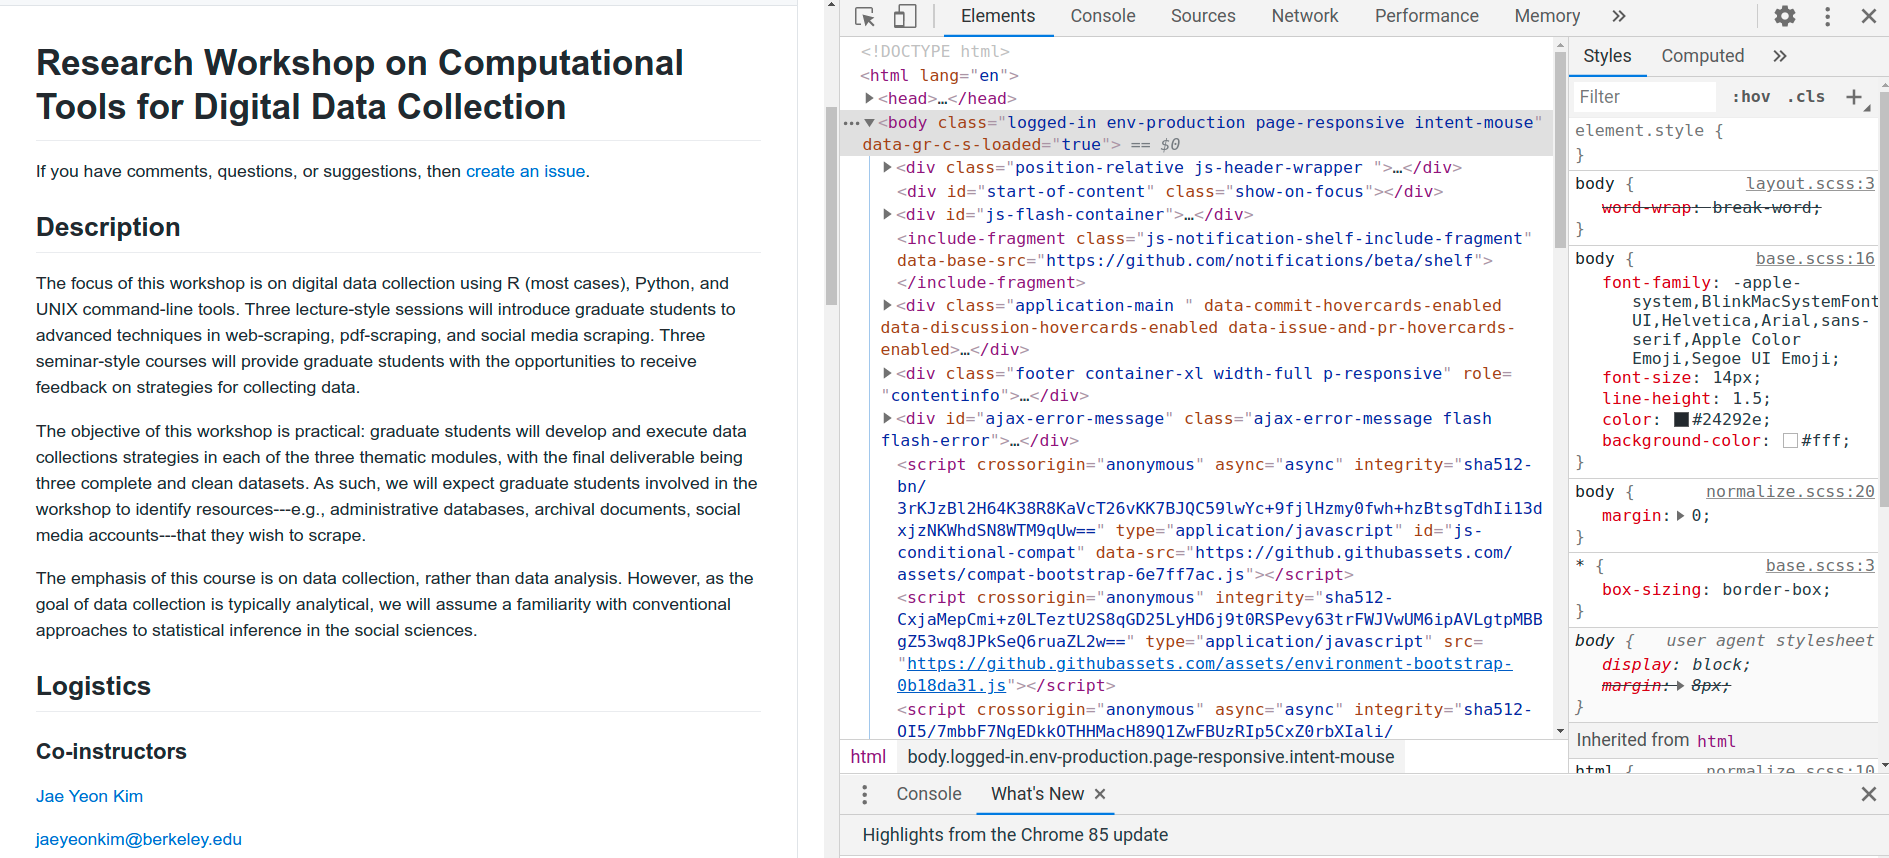 Research Workshop on Computational
Tools for Digital Data Collection
If you have comments, questions, or suggestions, then create an issue.
Description
The focus of this workshop is on digital data collection using R (most cases), Python, and
UNIX command-line tools. Three lecture-style sessions will introduce graduate students to
advanced techniques in web-scraping, pdf-scraping, and social media scraping. Three
seminar-style courses will provide graduate students with the opportunities to receive
feedback on strategies for collecting data.
The objective of this workshop is practical: graduate students will develop and execute data
collections strategies in each of the three thematic modules, with the final deliverable being
three complete and clean datasets. As such, we will expect graduate students involved in the
workshop to identify resources---e.g., administrative databases, archival documents, social
media accounts---that they wish to scrape.
The emphasis of this course is on data collection, rather than data analysis. However, as the
goal of data collection is typically analytical, we will assume a familiarity with conventional
approaches to statistical inference in the social sciences.
Logistics
Co-instructors
Jae Yeon Kim
jaeyeonkim@berkeley.edu
Elements Console Sources Network Performance Memory »
<!DOCTYPE html>
<html lang="en">
<head>…</head>
<body class="logged-in env-production page-responsive intent-mouse"
data-gr-c-s-loaded="true"> == $0
<div class="position-relative js-header-wrapper ">…</div>
<div id="start-of-content" class="show-on-focus"></div>
<div id="js-flash-container">…</div>
<include-fragment class="js-notification-shelf-include-fragment"
data-base-src="https://github.com/notifications/beta/shelf">
</include-fragment>
<div class="application-main " data-commit-hovercards-enabled
data-discussion-hovercards-enabled data-issue-and-pr-hovercards-
enabled>…</div>
<div class="footer container-xl width-full p-responsive" role=
"contentinfo">…</div>
<div id="ajax-error-message" class="ajax-error-message flash
flash-error">…</div>
<script crossorigin="anonymous" async="async" integrity="sha512-
bn/
3rKJzBl2H64K38R8KaVcT26vKK7BJQC59lwYc+9fjlHzmy0fwh+hzBtsgTdhIi13d
xjzNKWhdSN8WTM9qUw==" type="application/javascript" id="js-
conditional-compat" data-src="https://github.githubassets.com/
assets/compat-bootstrap-6e7ff7ac.js"></script>
<script crossorigin="anonymous" integrity="sha512-
CxjaMepCmi+z0LTeztU2S8qGD25LyHD6j9t0RSPevy63trFWJVwUM6ipAVLgtpMBB
gZ53wq8JPkSeQ6ruaZL2w==" type="application/javascript" src=
"https://github.githubassets.com/assets/environment-bootstrap-
0b18da31.js"></script>
<script crossorigin="anonymous" async="async" integrity="sha512-
OI5/7mbbF7NgEDkkOTHHMacH89Q1ZwFBUzRIp5CxZ0rbXIali/
html body.logged-in.env-production.page-responsive.intent-mouse
Styles Computed »
Filter :hov .cls +
element.style {
}
body { layout.scss:3
word-wrap: break-word;
}
body { base.scss:16
font-family: -apple-
system,BlinkMacSystemFont
UI,Helvetica,Arial,sans-
serif,Apple Color
Emoji,Segoe UI Emoji;
font-size: 14px;
line-height: 1.5;
color: #24292e;
background-color: #fff;
}
body { normalize.scss:20
margin: 0;
}
* { base.scss:3
box-sizing: border-box;
}
body { user agent stylesheet
display: block;
margin: 8px;
}
Inherited from html
html { normalize.scss:10
Console What's New ×
Highlights from the Chrome 85 update